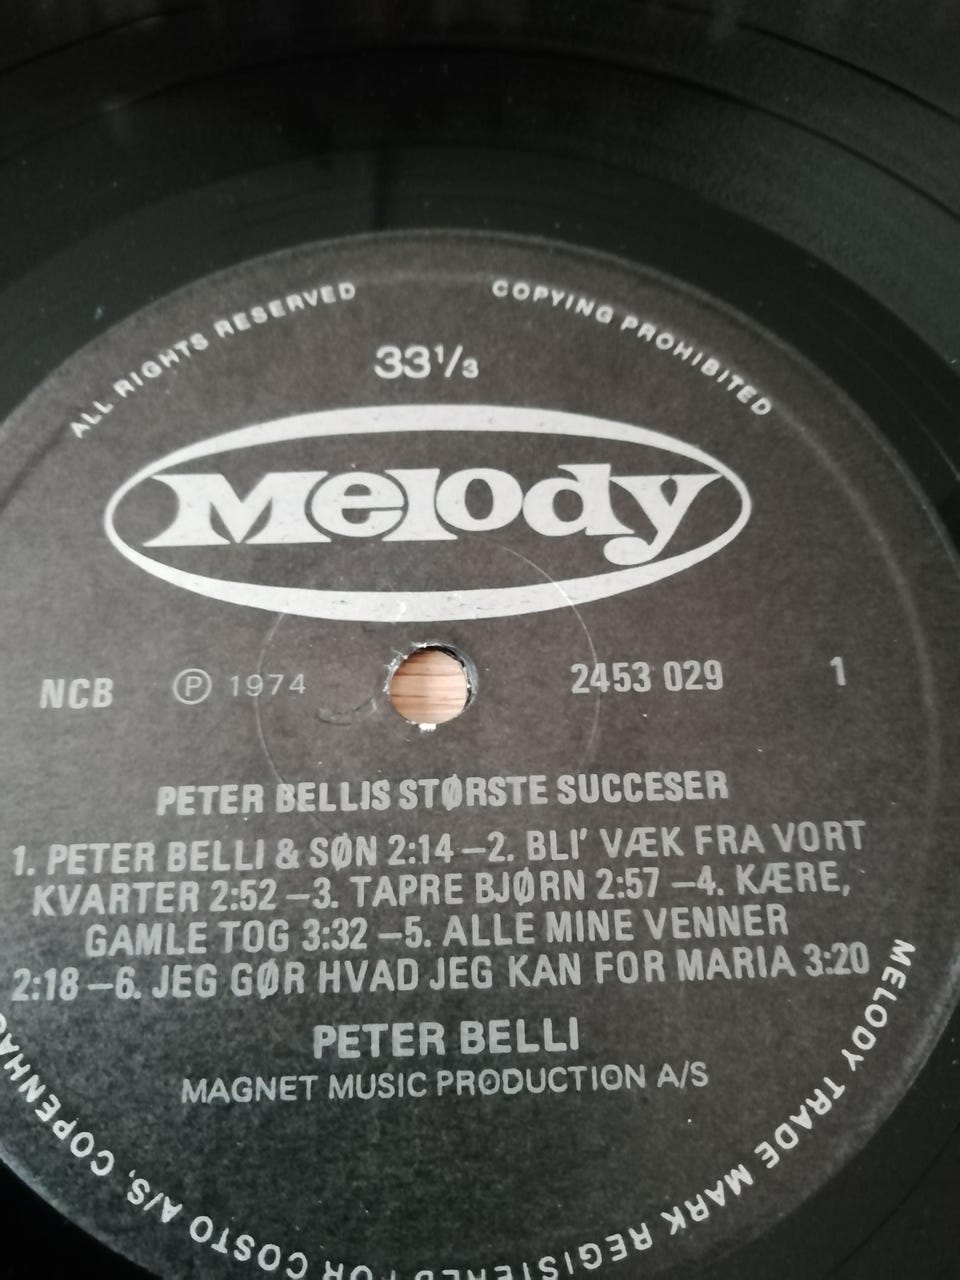 ALL RIGHTS RESERVED
COPYING PROHIBITED
33⅓
Melody
NCB Ⓟ 1974 2453 029 1
PETER BELLIS STØRSTE SUCCESER
1. PETER BELLI & SØN 2:14 –2. BLI' VÆK FRA VORT
KVARTER 2:52 –3. TAPRE BJØRN 2:57 –4. KÆRE,
GAMLE TOG 3:32 –5. ALLE MINE VENNER
2:18 –6. JEG GØR HVAD JEG KAN FOR MARIA 3:20
PETER BELLI
MAGNET MUSIC PRODUCTION A/S
MELODY TRADE MARK REGISTERED FOR COSTO A/S, COPENHAG